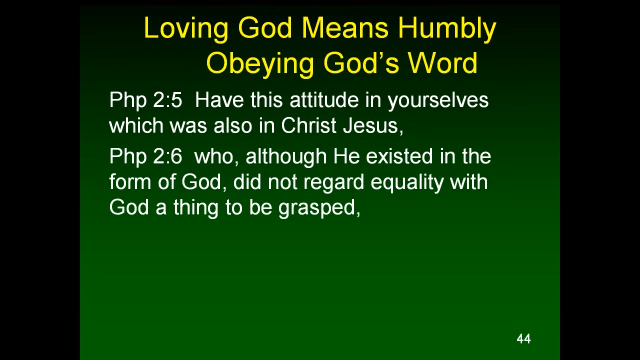 Loving God Means Humbly
Obeying God's Word
Php 2:5  Have this attitude in yourselves
which was also in Christ Jesus,
Php 2:6  who, although He existed in the
form of God, did not regard equality with
God a thing to be grasped,
44